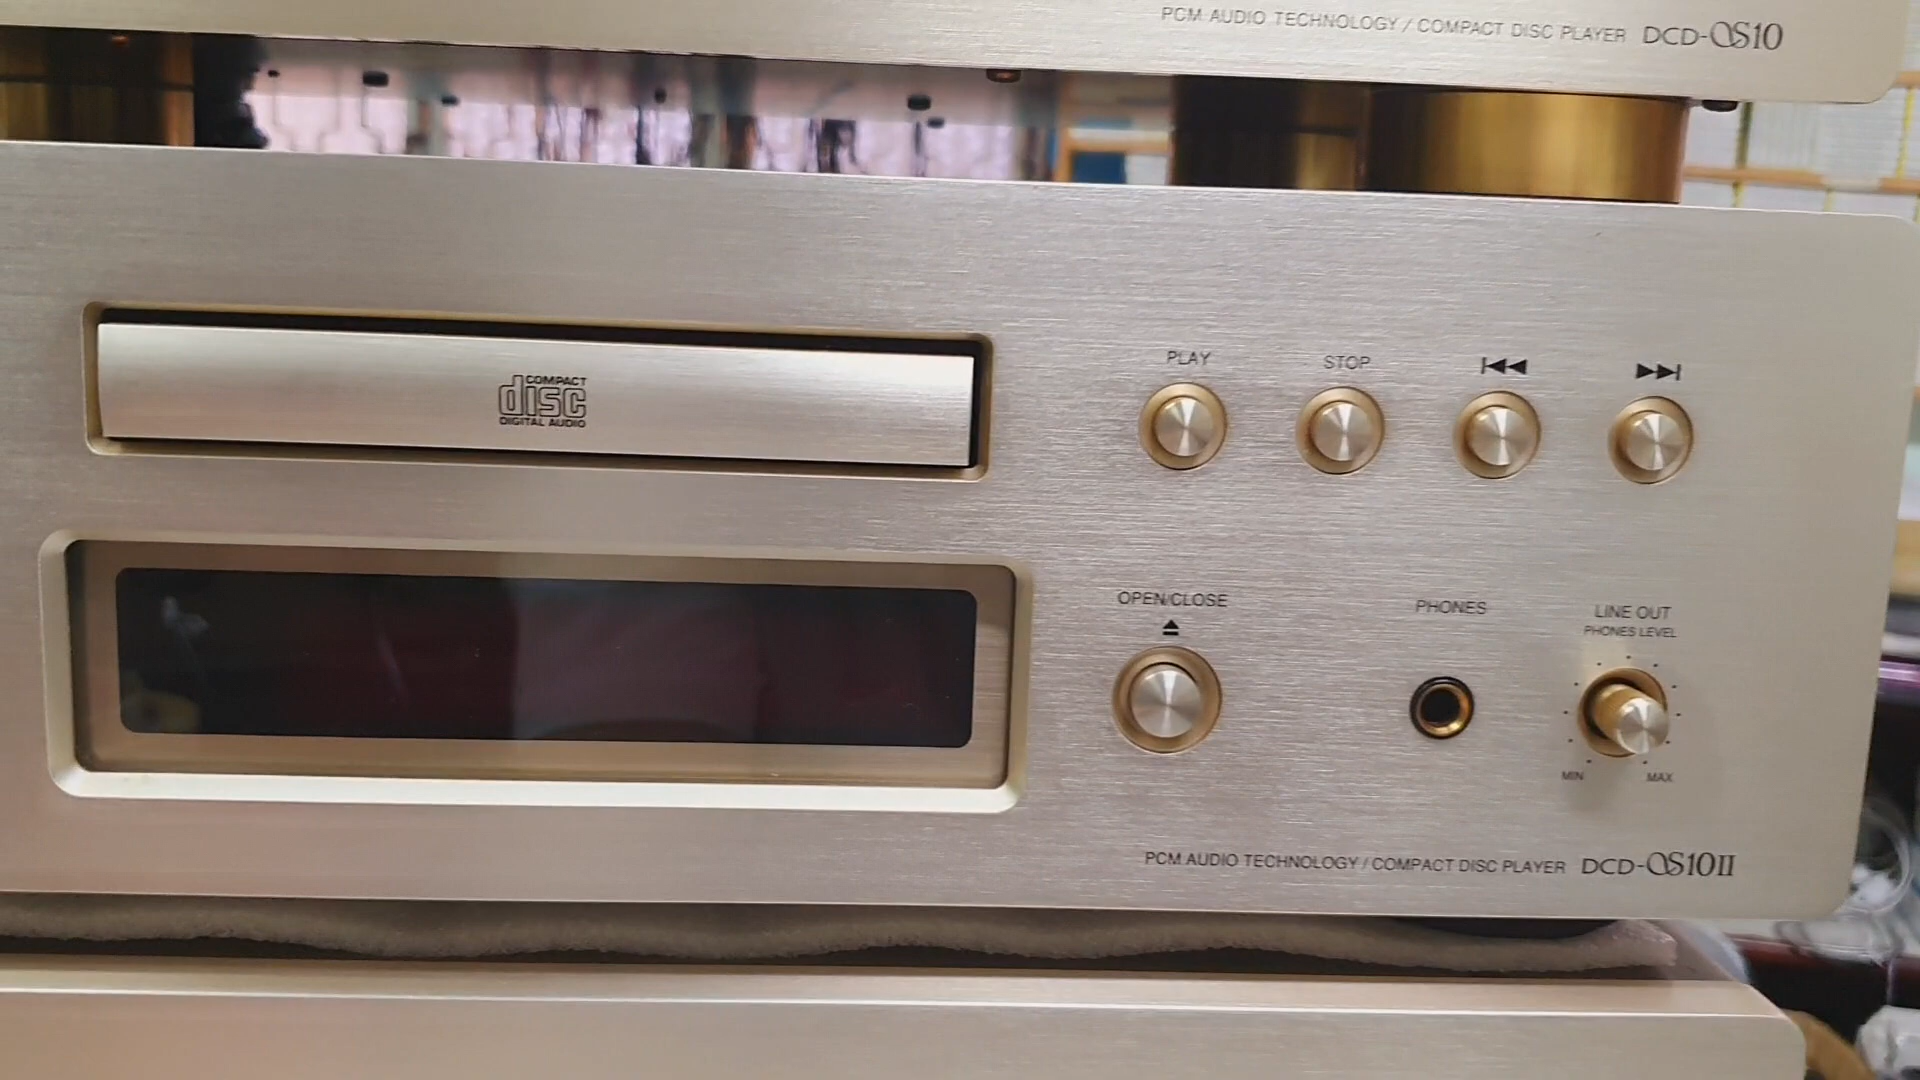 PCM AUDIO TECHNOLOGY / COMPACT DISC PLAYER DCD-S10
COMPACT
disc
DIGITAL AUDIO
PLAY
STOP
OPEN/CLOSE
PHONES
LINE OUT
PHONES LEVEL
MIN
MAX
PCM AUDIO TECHNOLOGY / COMPACT DISC PLAYER DCD-S10II